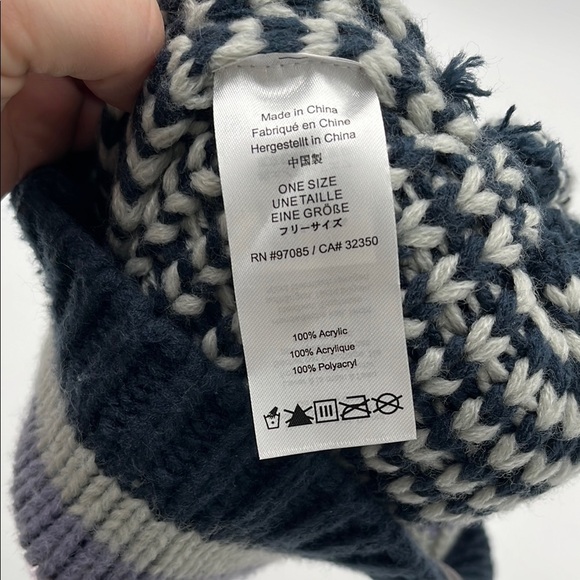 Made in China
Fabriqué en Chine
Hergestellt in China
中国製
ONE SIZE
UNE TAILLE
EINE GRÖßE
フリーサイズ
RN #97085 / CA# 32350
100% Acrylic
100% Acrylique
100% Polyacryl